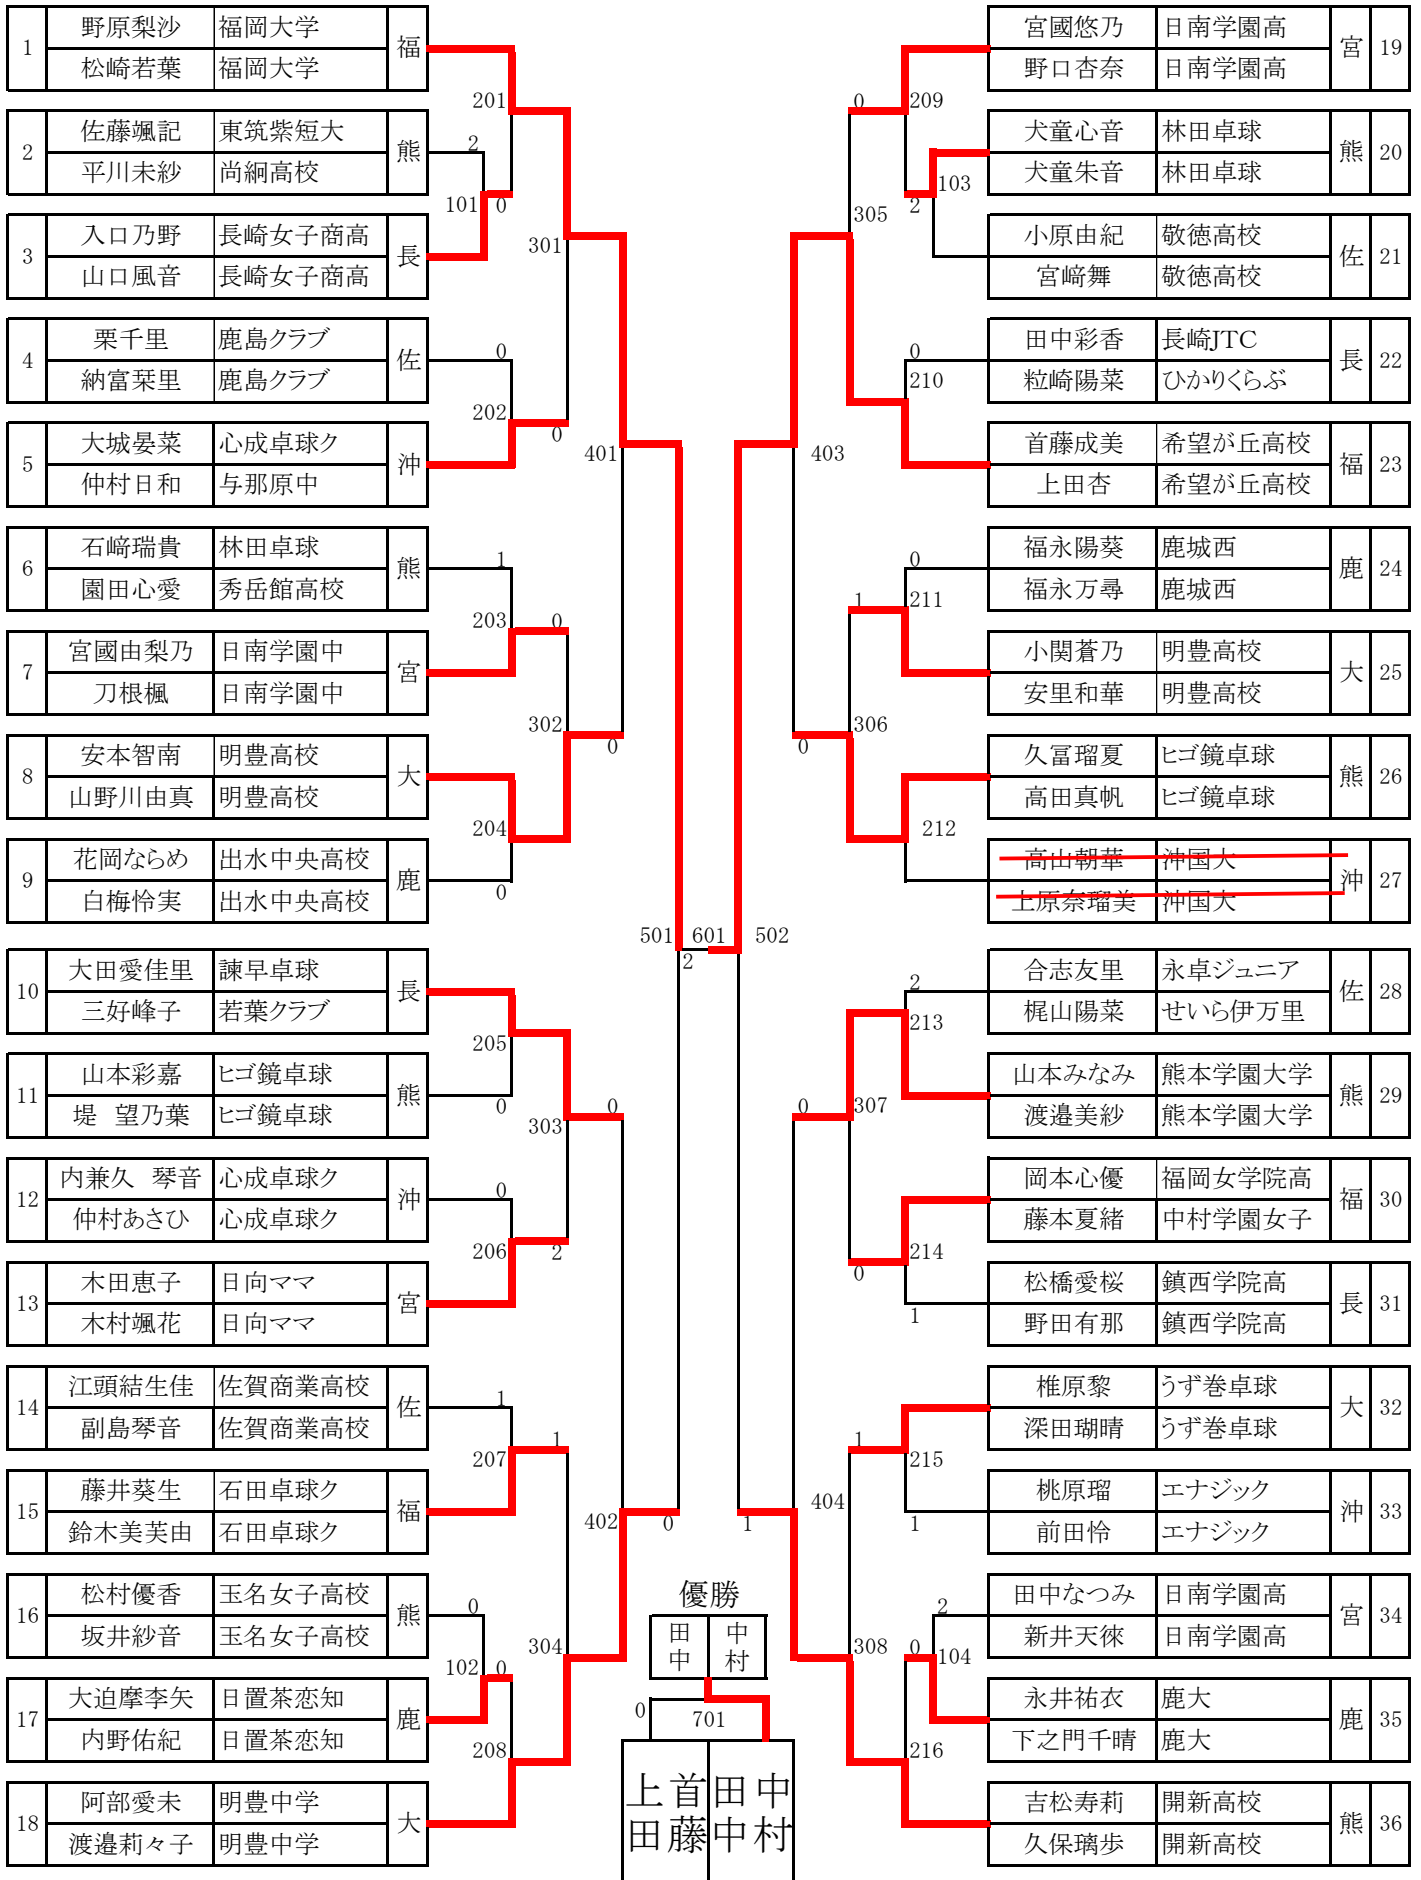 1 野原梨沙 福岡大学 福
松崎若葉 福岡大学
201
2 佐藤颯記 東筑紫短大 熊 2
平川未紗 尚絅高校
101 0
3 入口乃野 長崎女子商高 長
山口風音 長崎女子商高
301
4 栗千里 鹿島クラブ 佐 0
納富栞里 鹿島クラブ
202 0
5 大城晏菜 心成卓球ク 沖
仲村日和 与那原中
401
6 石﨑瑞貴 林田卓球 熊 1
園田心愛 秀岳館高校
203 0
7 宮國由梨乃 日南学園中 宮
刀根楓 日南学園中
302 0
8 安本智南 明豊高校 大
山野川由真 明豊高校
204
9 花岡ならめ 出水中央高校 鹿
白梅怜実 出水中央高校 0
501 601 502
2
10 大田愛佳里 諫早卓球 長
三好峰子 若葉クラブ
205
11 山本彩嘉 ヒゴ鏡卓球 熊
堤 望乃葉 ヒゴ鏡卓球 0
303 0
12 内兼久 琴音 心成卓球ク 沖 0
仲村あさひ 心成卓球ク
206 2
13 木田恵子 日向ママ 宮
木村颯花 日向ママ
14 江頭結生佳 佐賀商業高校 佐 1
副島琴音 佐賀商業高校
207 1
15 藤井葵生 石田卓球ク 福
鈴木美芙由 石田卓球ク
402 0
16 松村優香 玉名女子高校 熊 0
坂井紗音 玉名女子高校
304
102 0
17 大迫摩李矢 日置茶恋知 鹿
内野佑紀 日置茶恋知
208
18 阿部愛未 明豊中学 大
渡邉莉々子 明豊中学
宮國悠乃 日南学園高 宮 19
野口杏奈 日南学園高
0 209
犬童心音 林田卓球 熊 20
犬童朱音 林田卓球
103
305 2
小原由紀 敬徳高校 佐 21
宮﨑舞 敬徳高校
0 田中彩香 長崎JTC 長 22
粒崎陽菜 ひかりくらぶ
210
403
首藤成美 希望が丘高校 福 23
上田杏 希望が丘高校
0 福永陽葵 鹿城西 鹿 24
福永万尋 鹿城西
1 211
小関蒼乃 明豊高校 大 25
安里和華 明豊高校
0 306
久冨瑠夏 ヒゴ鏡卓球 熊 26
高田真帆 ヒゴ鏡卓球
212
高山朝華 沖国大 沖 27
上原奈瑠美 沖国大
2 合志友里 永卓ジュニア 佐 28
梶山陽菜 せいら伊万里
213
山本みなみ 熊本学園大学 熊 29
渡邉美紗 熊本学園大学
0 307
岡本心優 福岡女学院高 福 30
藤本夏緒 中村学園女子
0 214
松橋愛桜 鎮西学院高 長 31
1 野田有那 鎮西学院高
椎原黎 うず巻卓球 大 32
深田瑚晴 うず巻卓球
1 215
桃原瑠 エナジック 沖 33
1 前田怜 エナジック
1 404
2 田中なつみ 日南学園高 宮 34
新井天徠 日南学園高
308 0 104
永井祐衣 鹿大 鹿 35
下之門千晴 鹿大
216
吉松寿莉 開新高校 熊 36
久保璃歩 開新高校
優勝
田中 中村
0 701
上田 首藤 田中 中村